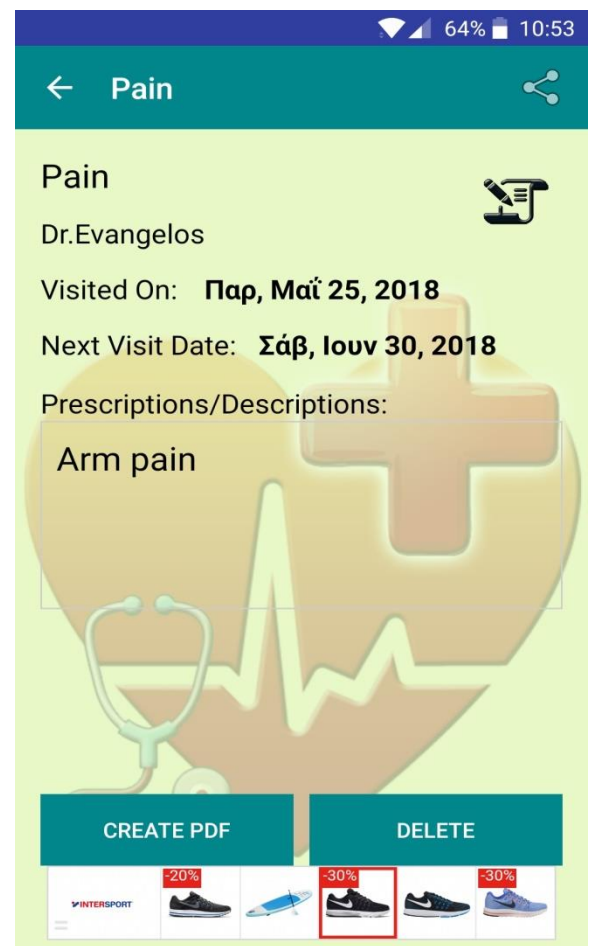 64% 10:53
Pain
Pain
Dr.Evangelos
Visited On: Παρ, Μαΐ 25, 2018
Next Visit Date: Σάβ, Ιουν 30, 2018
Prescriptions/Descriptions:
Arm pain
CREATE PDF DELETE
-20% -30% -30%
INTERSPORT